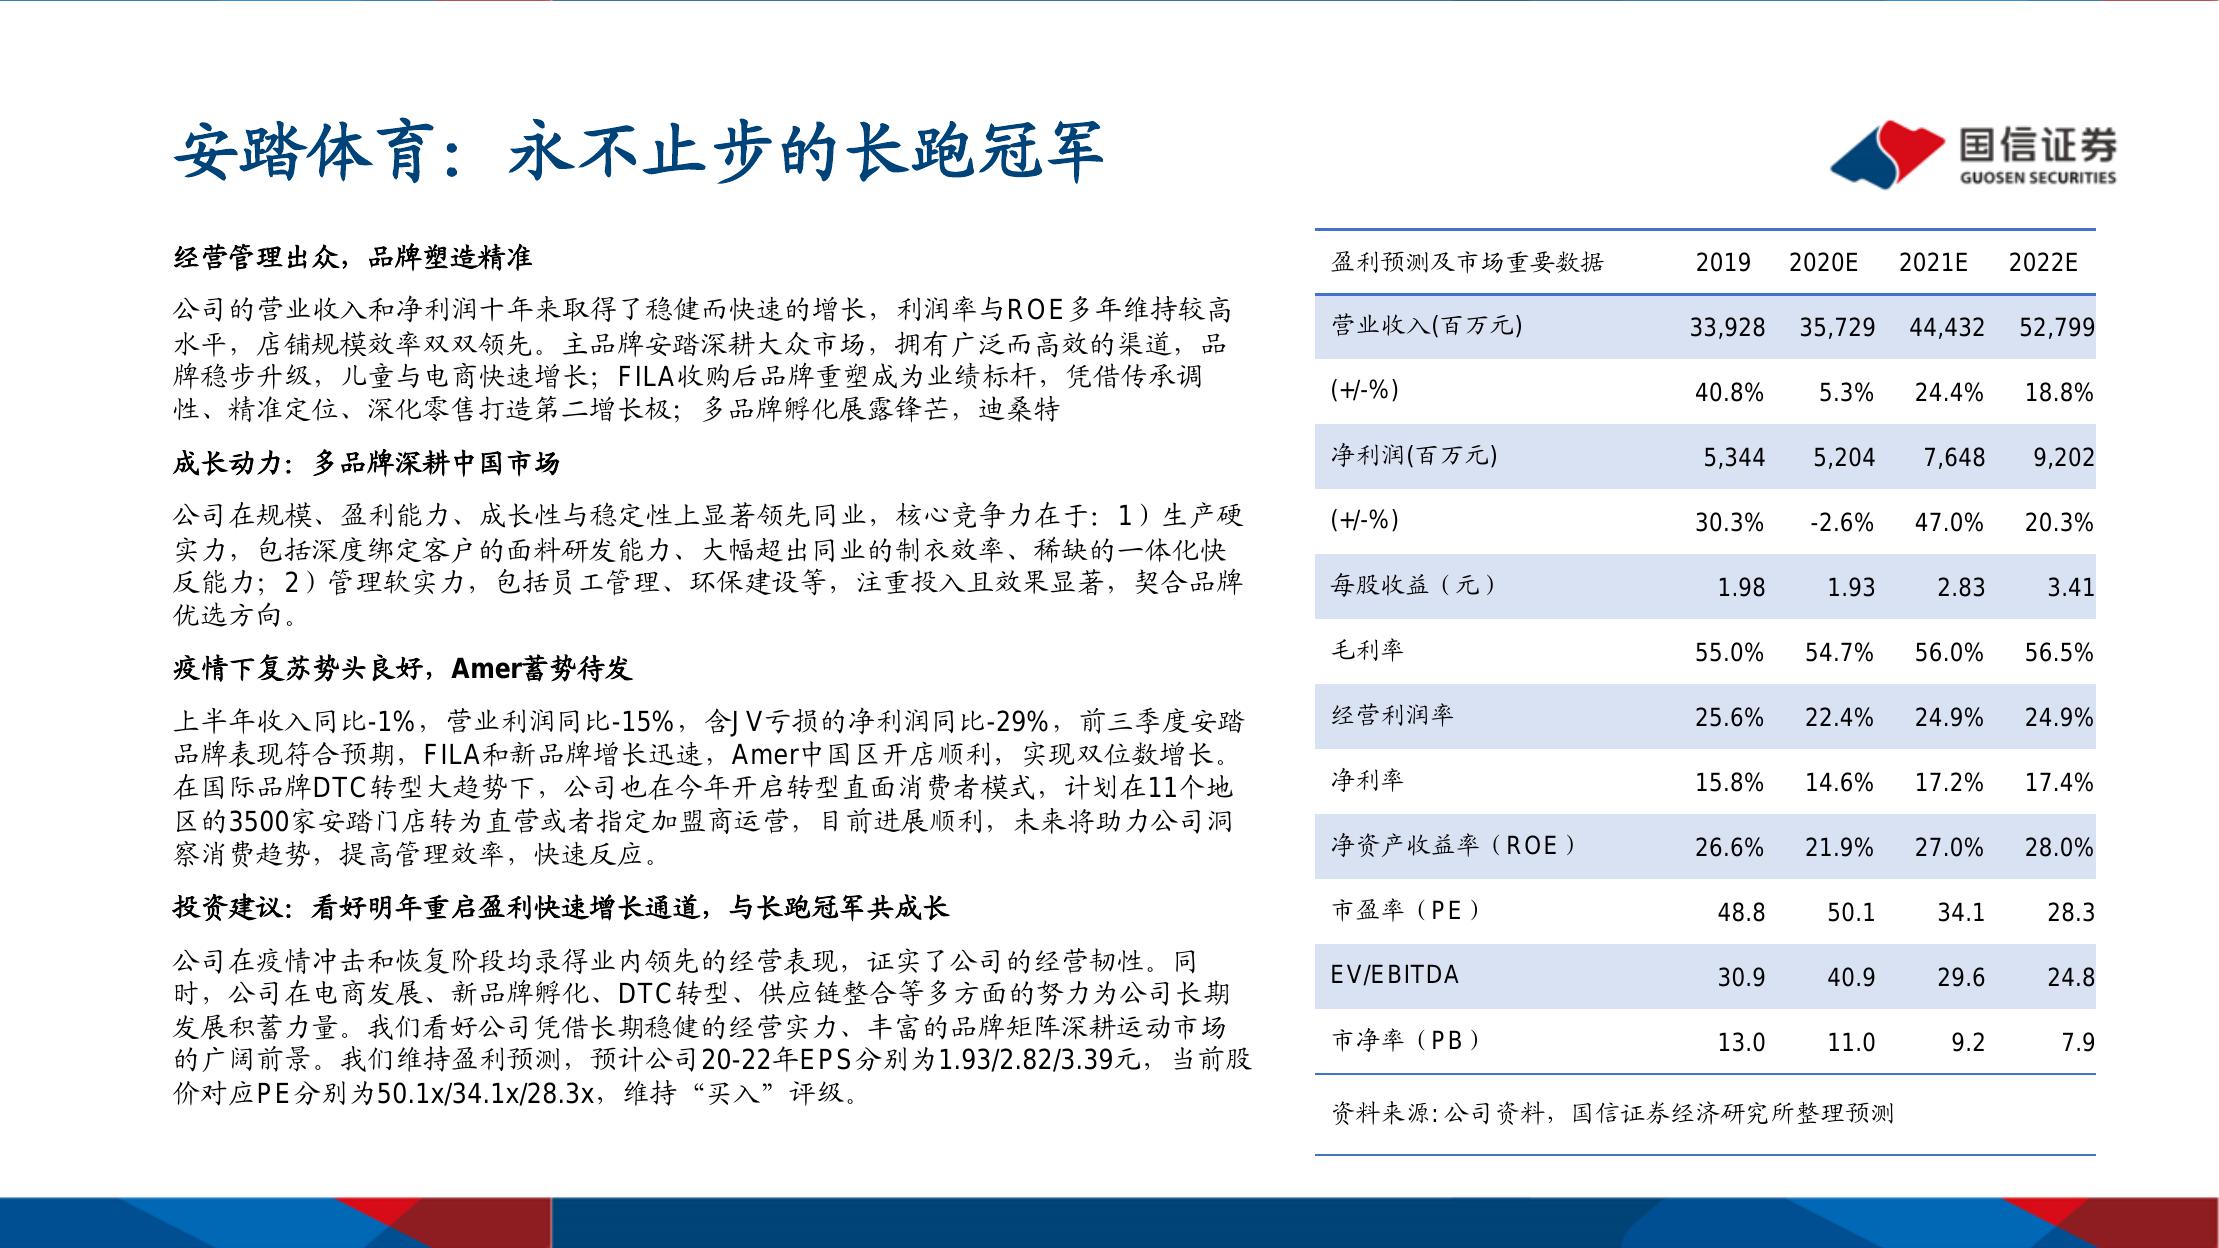 安踏体育：永不止步的长跑冠军
国信证券
GUOSEN SECURITIES
经营管理出众，品牌塑造精准
公司的营业收入和净利润十年来取得了稳健而快速的增长，利润率与ROE多年维持较高
水平，店铺规模效率双双领先。主品牌安踏深耕大众市场，拥有广泛而高效的渠道，品
牌稳步升级，儿童与电商快速增长；FILA收购后品牌重塑成为业绩标杆，凭借传承调
性、精准定位、深化零售打造第二增长极；多品牌孵化展露锋芒，迪桑特
成长动力：多品牌深耕中国市场
公司在规模、盈利能力、成长性与稳定性上显著领先同业，核心竞争力在于：1）生产硬
实力，包括深度绑定客户的面料研发能力、大幅超出同业的制衣效率、稀缺的一体化快
反能力；2）管理软实力，包括员工管理、环保建设等，注重投入且效果显著，契合品牌
优选方向。
疫情下复苏势头良好，Amer蓄势待发
上半年收入同比-1%，营业利润同比-15%，含JV亏损的净利润同比-29%，前三季度安踏
品牌表现符合预期，FILA和新品牌增长迅速，Amer中国区开店顺利，实现双位数增长。
在国际品牌DTC转型大趋势下，公司也在今年开启转型直面消费者模式，计划在11个地
区的3500家安踏门店转为直营或者指定加盟商运营，目前进展顺利，未来将助力公司洞
察消费趋势，提高管理效率，快速反应。
投资建议：看好明年重启盈利快速增长通道，与长跑冠军共成长
公司在疫情冲击和恢复阶段均录得业内领先的经营表现，证实了公司的经营韧性。同
时，公司在电商发展、新品牌孵化、DTC转型、供应链整合等多方面的努力为公司长期
发展积蓄力量。我们看好公司凭借长期稳健的经营实力、丰富的品牌矩阵深耕运动市场
的广阔前景。我们维持盈利预测，预计公司20-22年EPS分别为1.93/2.82/3.39元，当前股
价对应PE分别为50.1x/34.1x/28.3x，维持“买入”评级。
盈利预测及市场重要数据 2019 2020E 2021E 2022E
营业收入(百万元) 33,928 35,729 44,432 52,799
(+/-%) 40.8% 5.3% 24.4% 18.8%
净利润(百万元) 5,344 5,204 7,648 9,202
(+/-%) 30.3% -2.6% 47.0% 20.3%
每股收益（元） 1.98 1.93 2.83 3.41
毛利率 55.0% 54.7% 56.0% 56.5%
经营利润率 25.6% 22.4% 24.9% 24.9%
净利率 15.8% 14.6% 17.2% 17.4%
净资产收益率（ROE） 26.6% 21.9% 27.0% 28.0%
市盈率（PE） 48.8 50.1 34.1 28.3
EV/EBITDA 30.9 40.9 29.6 24.8
市净率（PB） 13.0 11.0 9.2 7.9
资料来源:公司资料，国信证券经济研究所整理预测